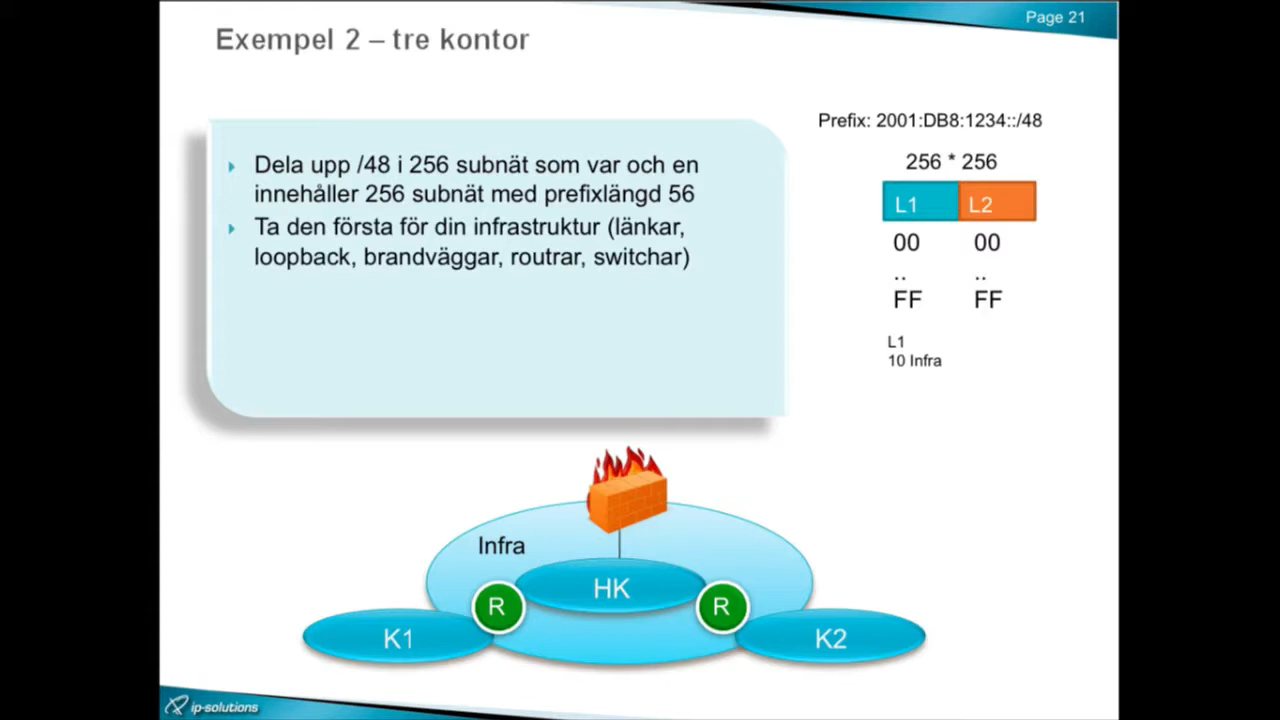 Page 21
Exempel 2 – tre kontor
Dela upp /48 i 256 subnät som var och en
innehåller 256 subnät med prefixlängd 56
Ta den första för din infrastruktur (länkar,
loopback, brandväggar, routrar, switchar)
Prefix: 2001:DB8:1234::/48
256 * 256
L1 L2
00 00
.. ..
FF FF
L1
10 Infra
Infra
HK
R R
K1 K2
ip-solutions